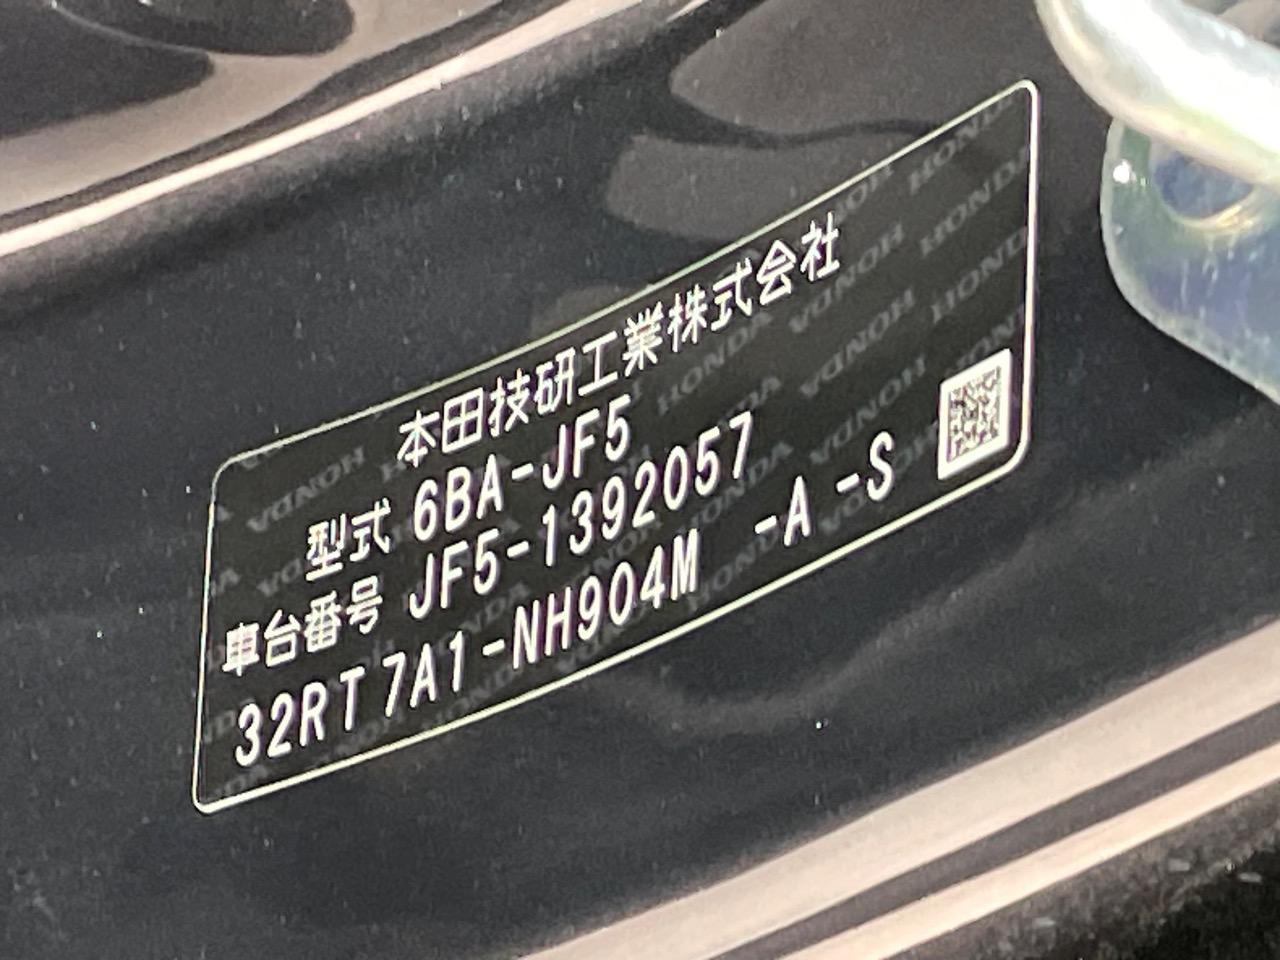 本田技研工業株式会社
型式 6BA-JF5
車台番号 JF5-1392057
32RT 7A1-NH904M -A -S